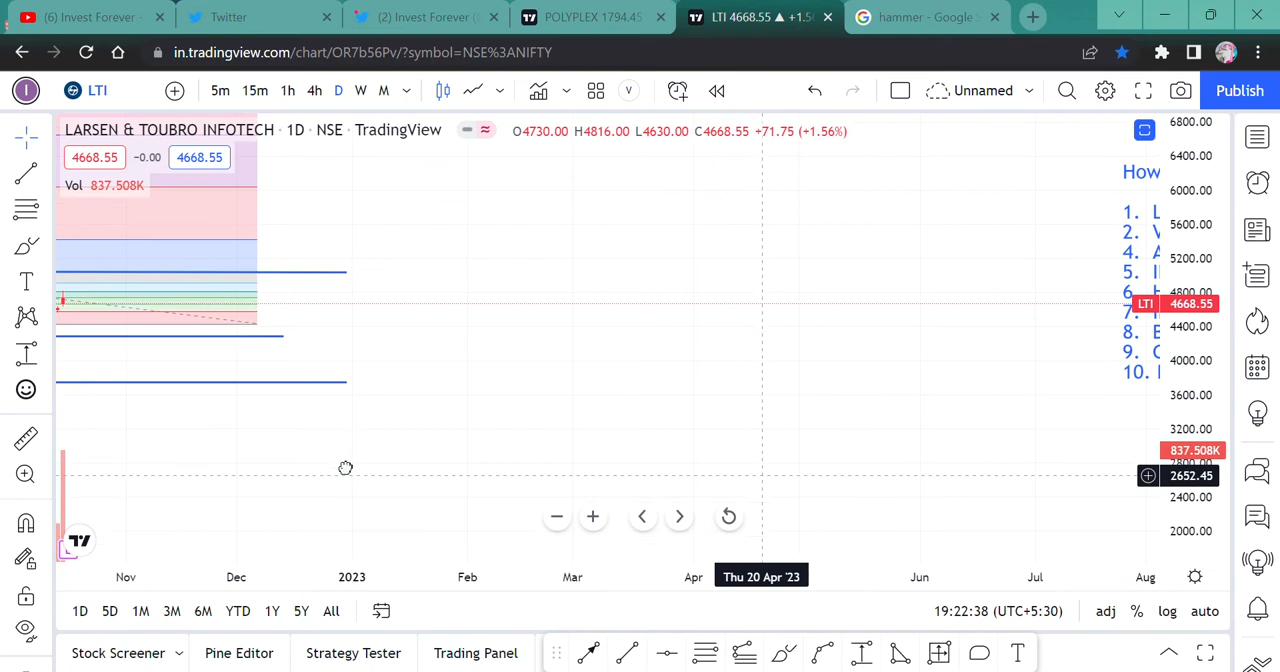 (6) Invest Forever -
Twitter
(2) Invest Forever (
POLYPLEX 1794.45
LTI 4668.55 ▲ +1.5
hammer - Google
in.tradingview.com/chart/OR7b56Pv/?symbol=NSE%3ANIFTY
I
LTI
5m 15m 1h 4h D W M
V
Unnamed
Publish
LARSEN & TOUBRO INFOTECH · 1D · NSE · TradingView
O4730.00 H4816.00 L4630.00 C4668.55 +71.75 (+1.56%)
4668.55 −0.00 4668.55
Vol 837.508K
How
1. L
2. V
4. A
5. I
6
7.
8. B
9. C
10.
6800.00
6400.00
6000.00
5600.00
5200.00
4800.00
LTI 4668.55
4400.00
4000.00
3600.00
3200.00
837.508K
2652.45
2400.00
2000.00
Nov Dec 2023 Feb Mar Apr Thu 20 Apr '23 Jun Jul Aug
1D 5D 1M 3M 6M YTD 1Y 5Y All
19:22:38 (UTC+5:30) adj % log auto
Stock Screener Pine Editor Strategy Tester Trading Panel